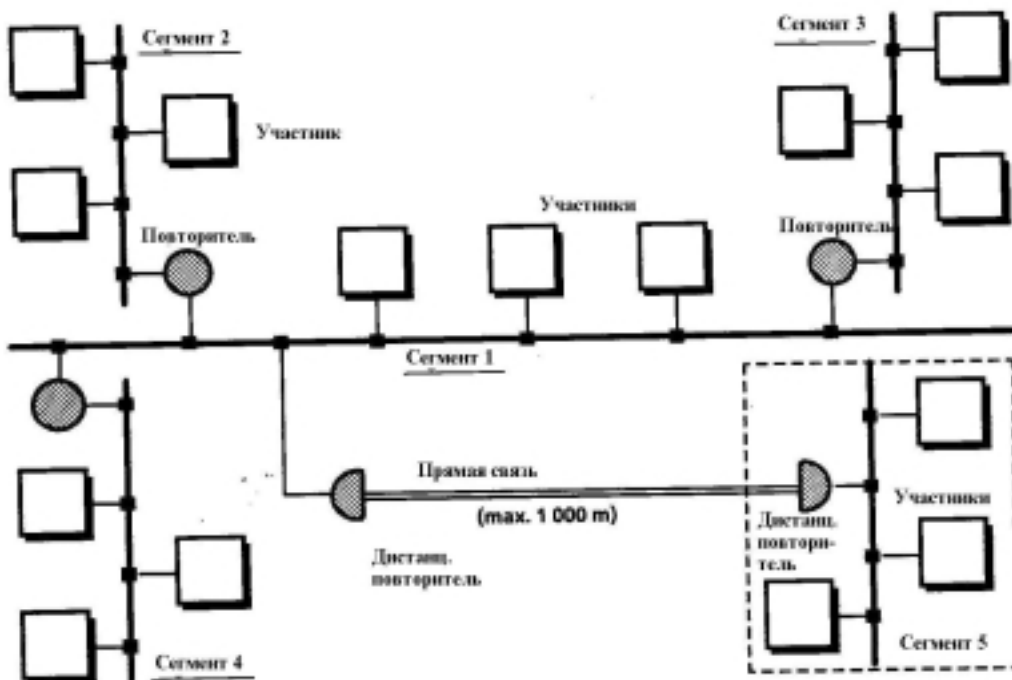 Сегмент 2
Сегмент 3
Участник
Участники
Повторитель
Повторитель
Сегмент 1
Прямая связь
(max. 1 000 m)
Участники
Дистанц.
повтори-
тель
Дистанц.
повторитель
Сегмент 5
Сегмент 4